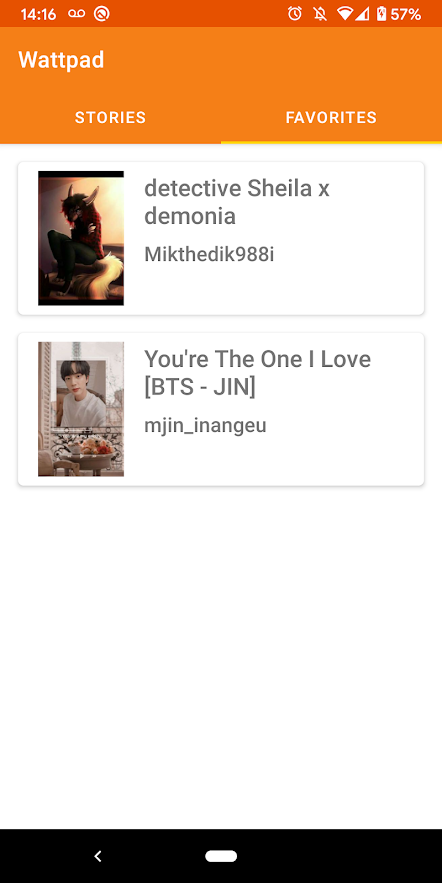 14:16
57%
Wattpad
STORIES
FAVORITES
detective Sheila x
demonia
Mikthedik988i
You're The One I Love
[BTS - JIN]
mjin_inangeu